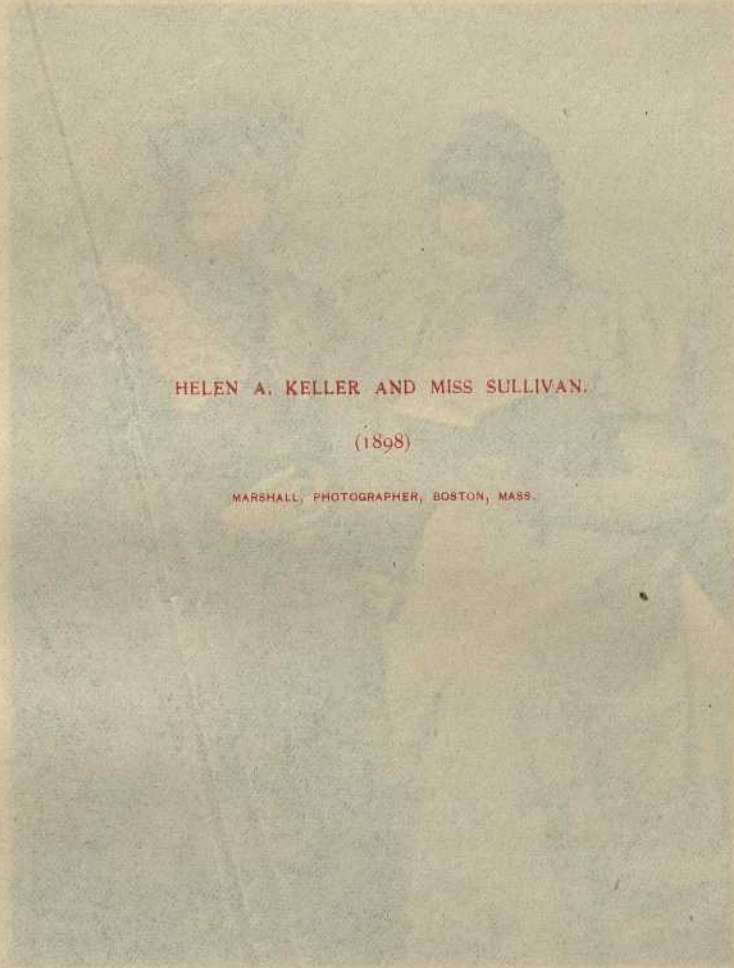 HELEN A. KELLER AND MISS SULLIVAN.
(1898)
MARSHALL, PHOTOGRAPHER, BOSTON, MASS.